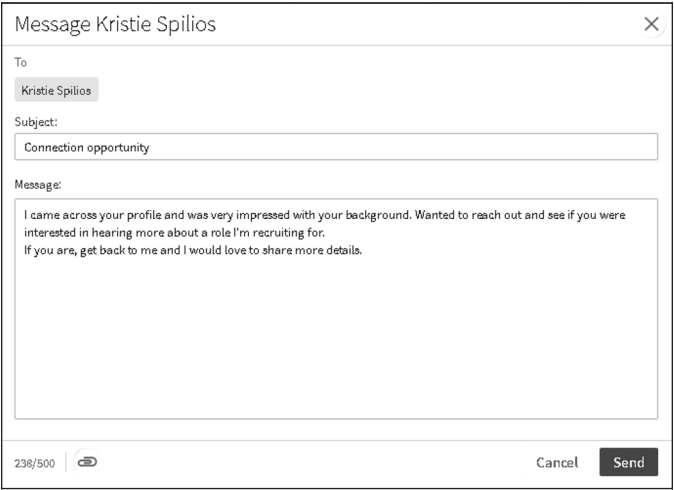 Message Kristie Spilios
To
Kristie Spilios
Subject:
Connection opportunity
Message:
I came across your profile and was very impressed with your background. Wanted to reach out and see if you were
interested in hearing more about a role I'm recruiting for.
If you are, get back to me and I would love to share more details.
238/500
Cancel
Send